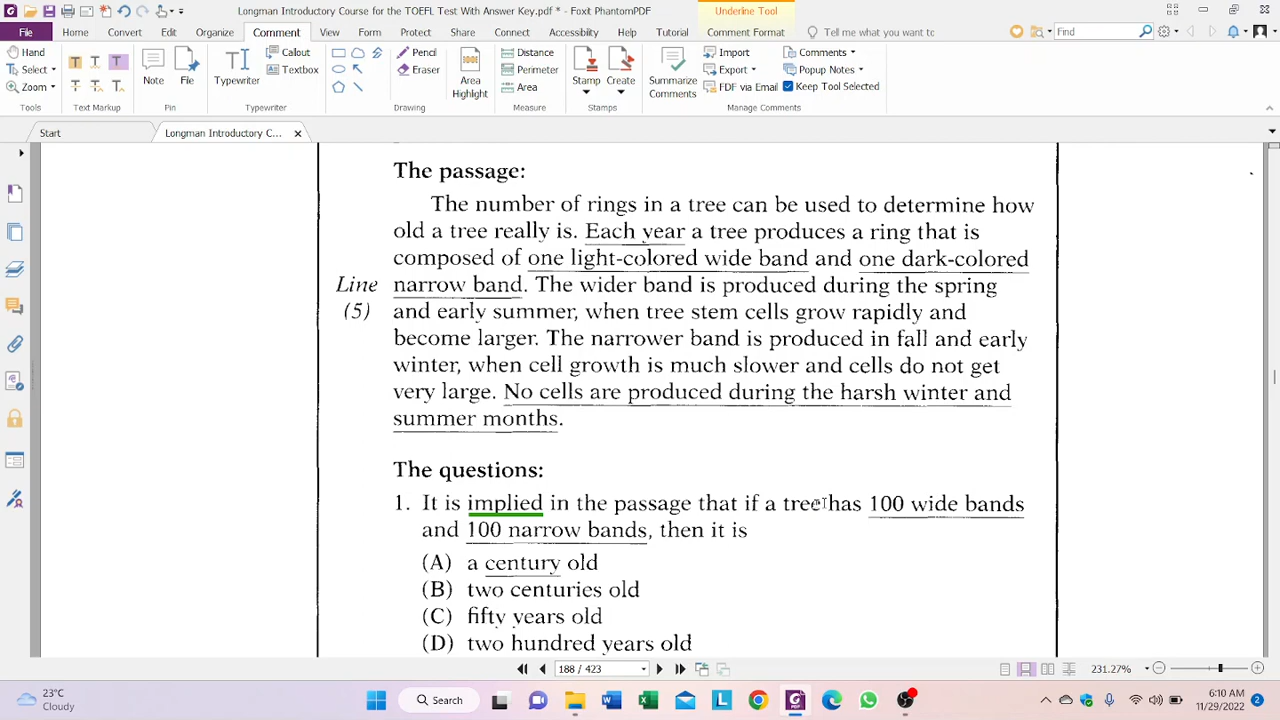 Longman Introductory Course for the TOEFL Test With Answer Key.pdf * - Foxit PhantomPDF
Underline Tool
File Home Convert Edit Organize Comment View Form Protect Share Connect Accessibility Help Tutorial Comment Format Tell me what you want to do Find
Hand
Select
Zoom
Tools
Text Markup
Note
File
Pin
Typewriter
Callout
Textbox
Typewriter
Pencil
Eraser
Drawing
Area Highlight
Distance
Perimeter
Area
Measure
Stamp
Create
Stamps
Summarize Comments
Import
Export
FDF via Email
Comments
Popup Notes
Keep Tool Selected
Manage Comments
Start
Longman Introductory C...
The passage:
The number of rings in a tree can be used to determine how
old a tree really is. Each year a tree produces a ring that is
composed of one light-colored wide band and one dark-colored
Line narrow band. The wider band is produced during the spring
(5) and early summer, when tree stem cells grow rapidly and
become larger. The narrower band is produced in fall and early
winter, when cell growth is much slower and cells do not get
very large. No cells are produced during the harsh winter and
summer months.
The questions:
1. It is implied in the passage that if a tree has 100 wide bands
and 100 narrow bands, then it is
(A) a century old
(B) two centuries old
(C) fifty years old
(D) two hundred years old
188 / 423
231.27%
23°C
Cloudy
Search
6:10 AM
11/29/2022
2